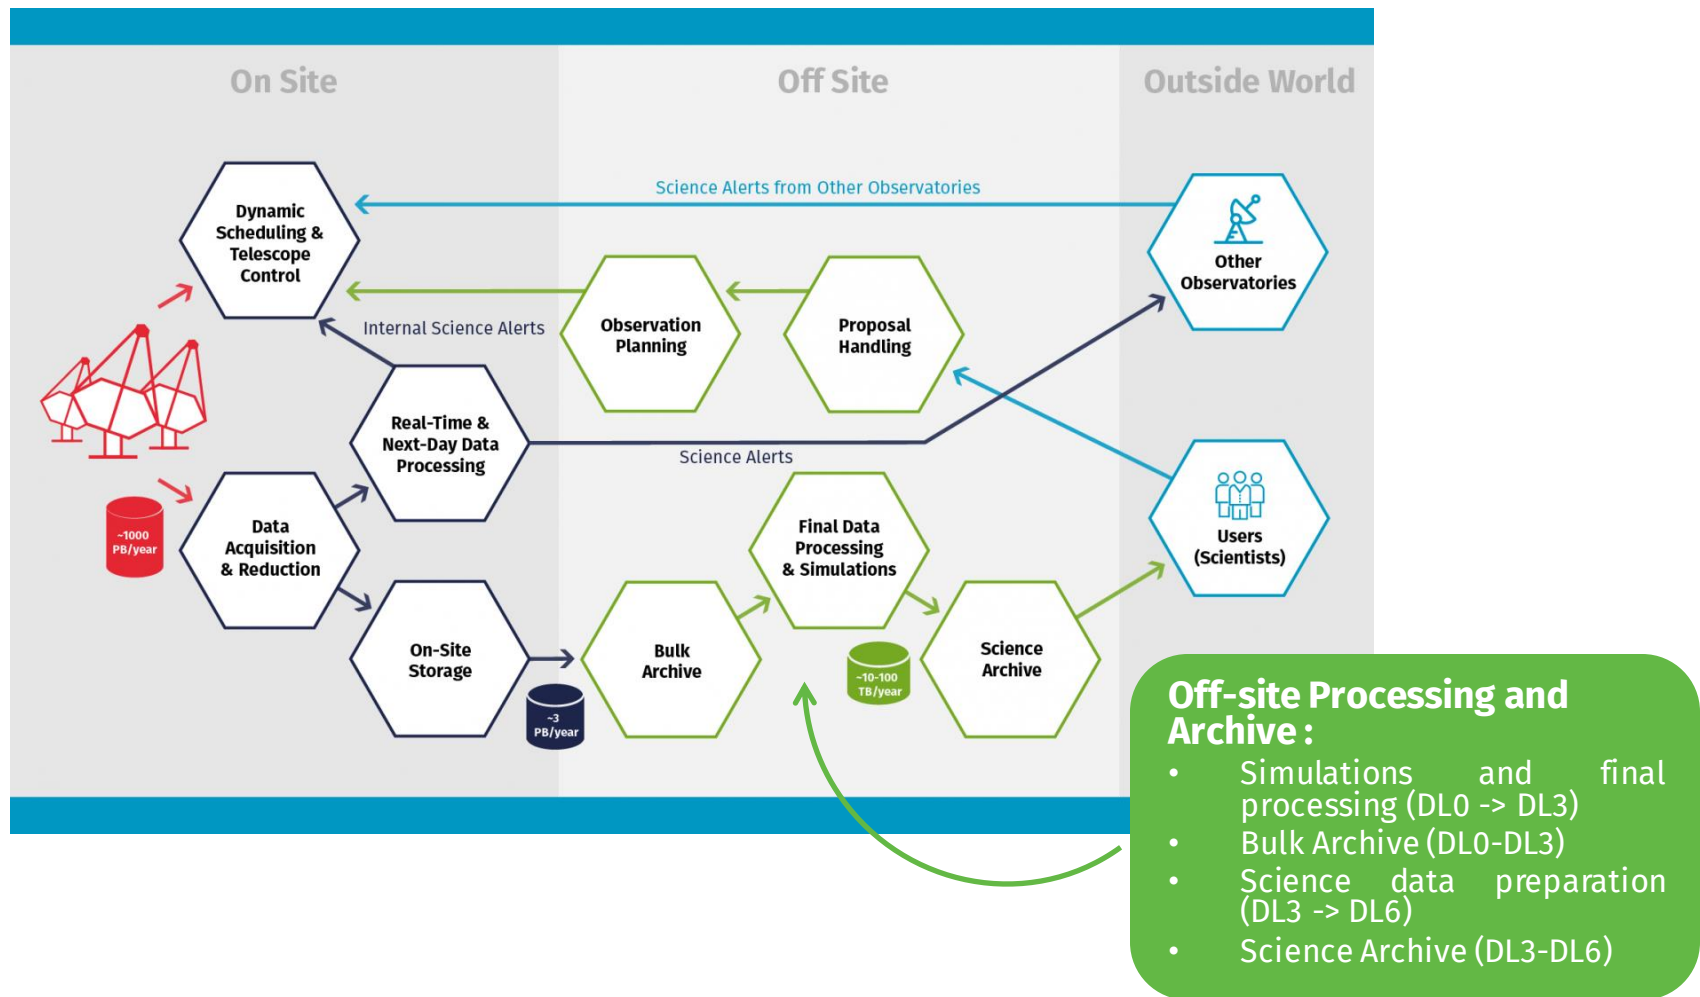 On Site
Off Site
Outside World
Science Alerts from Other Observatories
Dynamic
Scheduling &
Telescope
Control
Other
Observatories
Internal Science Alerts
Observation
Planning
Proposal
Handling
Real-Time &
Next-Day Data
Processing
Science Alerts
~1000
PB/year
Data
Acquisition
& Reduction
Final Data
Processing
& Simulations
Users
(Scientists)
On-Site
Storage
~3
PB/year
Bulk
Archive
~10-100
TB/year
Science
Archive
Off-site Processing and
Archive :
• Simulations and final
processing (DL0 -> DL3)
• Bulk Archive (DL0-DL3)
• Science data preparation
(DL3 -> DL6)
• Science Archive (DL3-DL6)